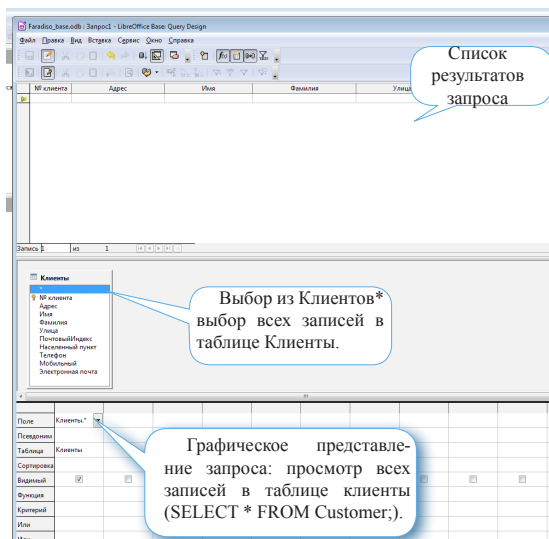 Faradiso_base.odb : Запрос1 - LibreOffice Base: Query Design
Файл Правка Вид Вставка Сервис Окно Справка
Список
результатов
запроса
№ клиента Адрес Имя Фамилия Улица
Запись 1 из 1
Клиенты
*
№ клиента
Адрес
Имя
Фамилия
Улица
ПочтовыйИндекс
Населенный пункт
Телефон
Мобильный
Электронная почта
Выбор из Клиентов*
выбор всех записей в
таблице Клиенты.
Поле Клиенты.*
Псевдоним
Таблица Клиенты
Сортировка
Видимый
Функция
Критерий
Или
Или
Графическое представле-
ние запроса: просмотр всех
записей в таблице клиенты
(SELECT * FROM Customer;).